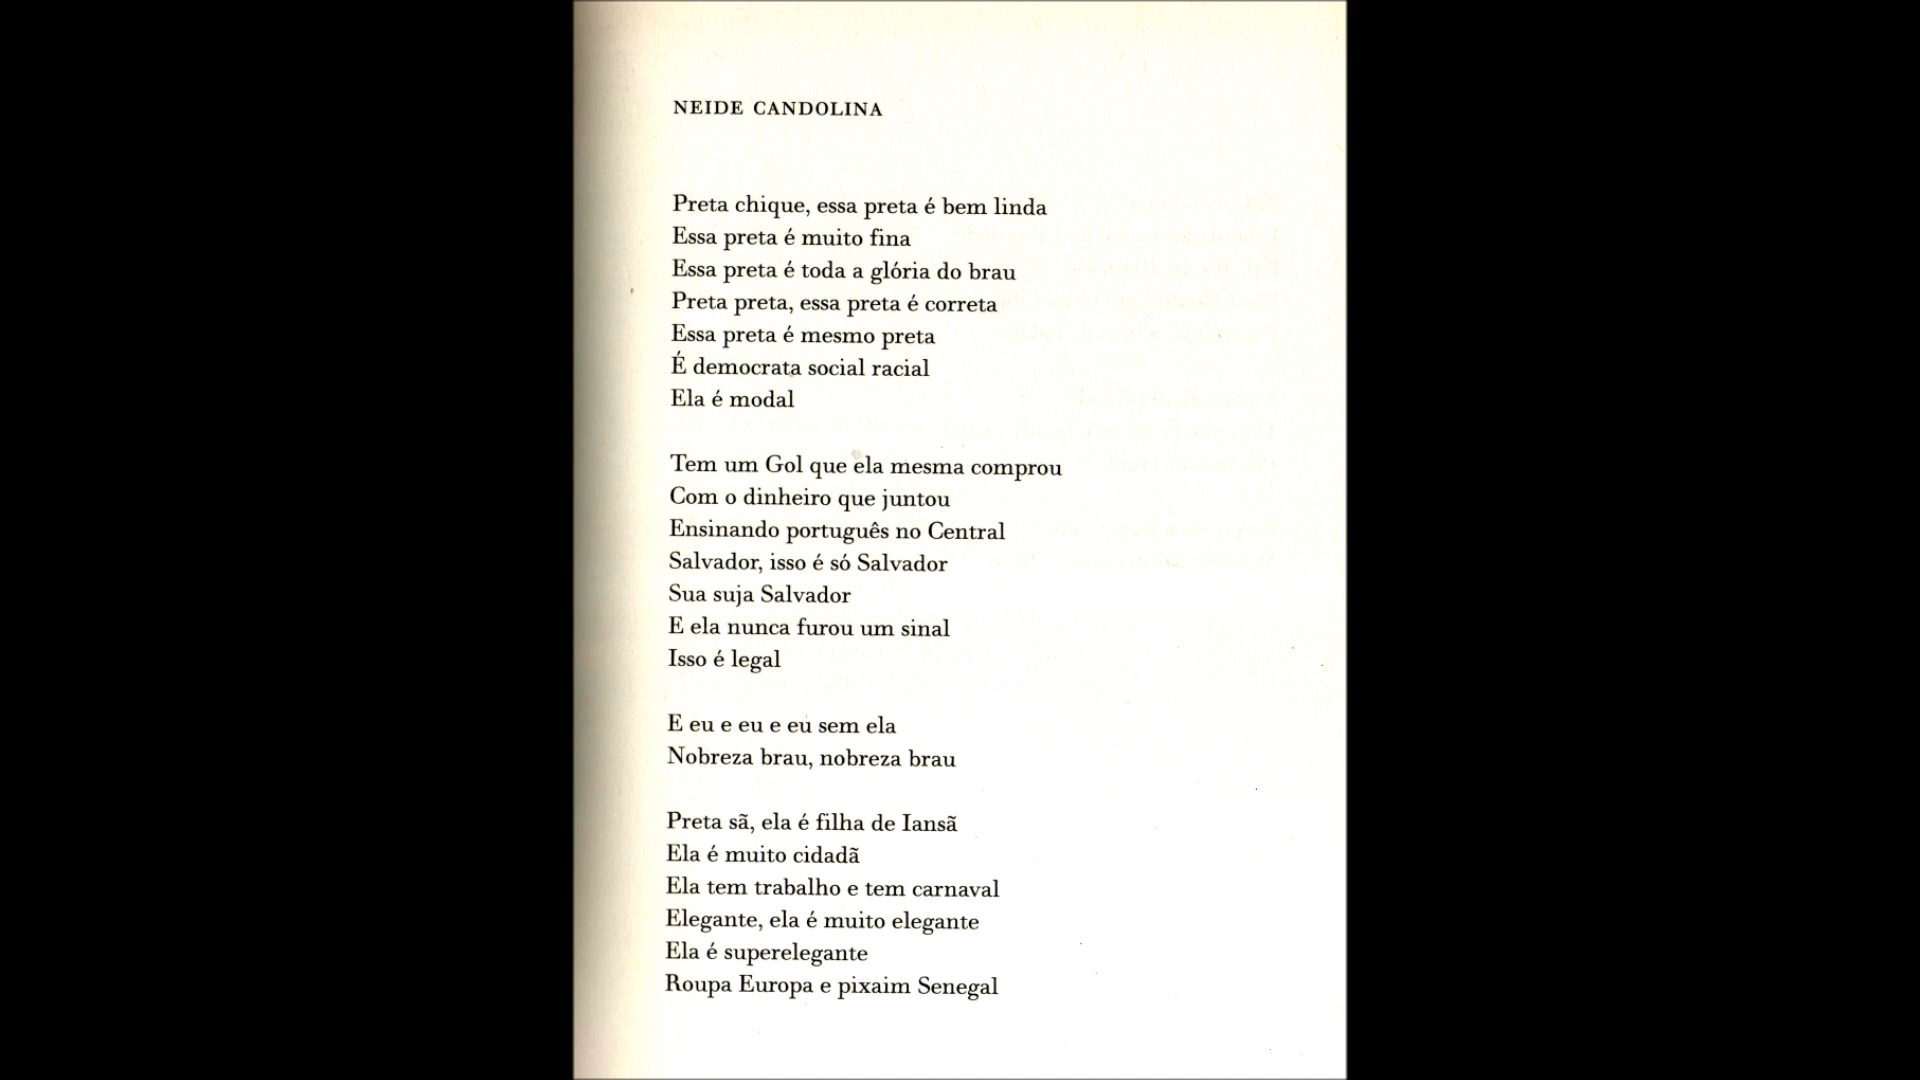 NEIDE CANDOLINA
Preta chique, essa preta é bem linda
Essa preta é muito fina
Essa preta é toda a glória do brau
Preta preta, essa preta é correta
Essa preta é mesmo preta
É democrata social racial
Ela é modal
Tem um Gol que ela mesma comprou
Com o dinheiro que juntou
Ensinando português no Central
Salvador, isso é só Salvador
Sua suja Salvador
E ela nunca furou um sinal
Isso é legal
E eu e eu e eu sem ela
Nobreza brau, nobreza brau
Preta sã, ela é filha de Iansã
Ela é muito cidadã
Ela tem trabalho e tem carnaval
Elegante, ela é muito elegante
Ela é superelegante
Roupa Europa e pixaim Senegal